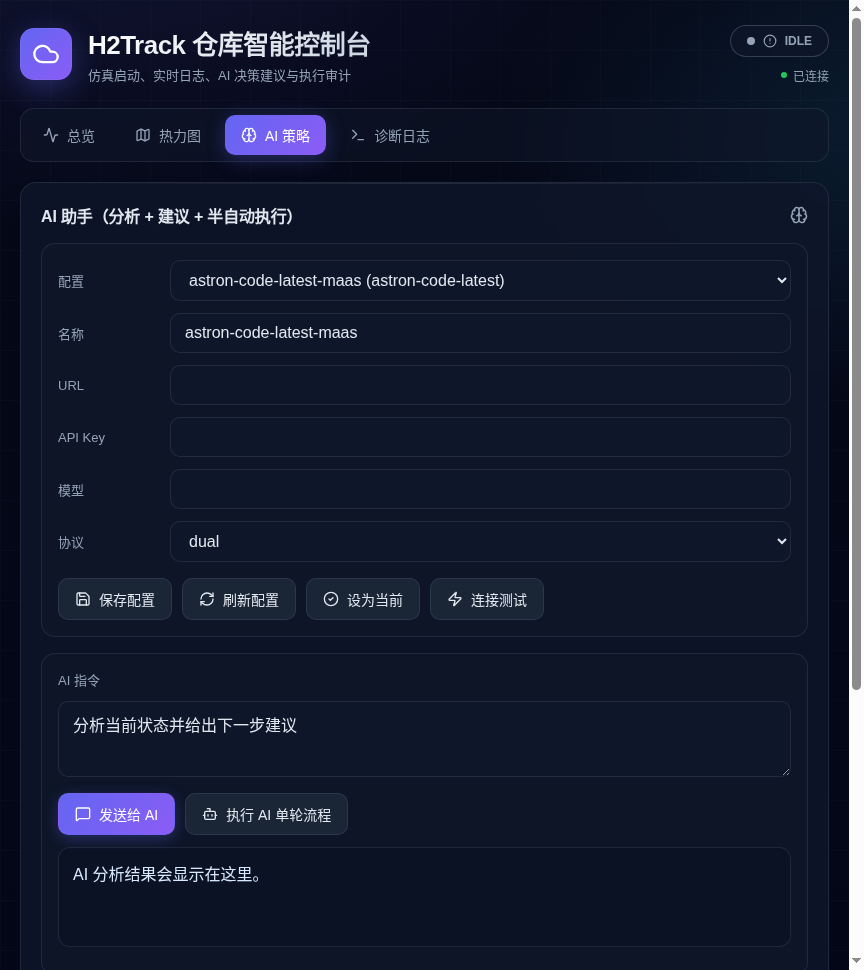 H2Track 仓库智能控制台
仿真启动、实时日志、AI 决策建议与执行审计
IDLE
已连接
总览
热力图
AI 策略
诊断日志
AI 助手（分析 + 建议 + 半自动执行）
配置
astron-code-latest-maas (astron-code-latest)
名称
astron-code-latest-maas
URL
API Key
模型
协议
dual
保存配置
刷新配置
设为当前
连接测试
AI 指令
分析当前状态并给出下一步建议
发送给 AI
执行 AI 单轮流程
AI 分析结果会显示在这里。